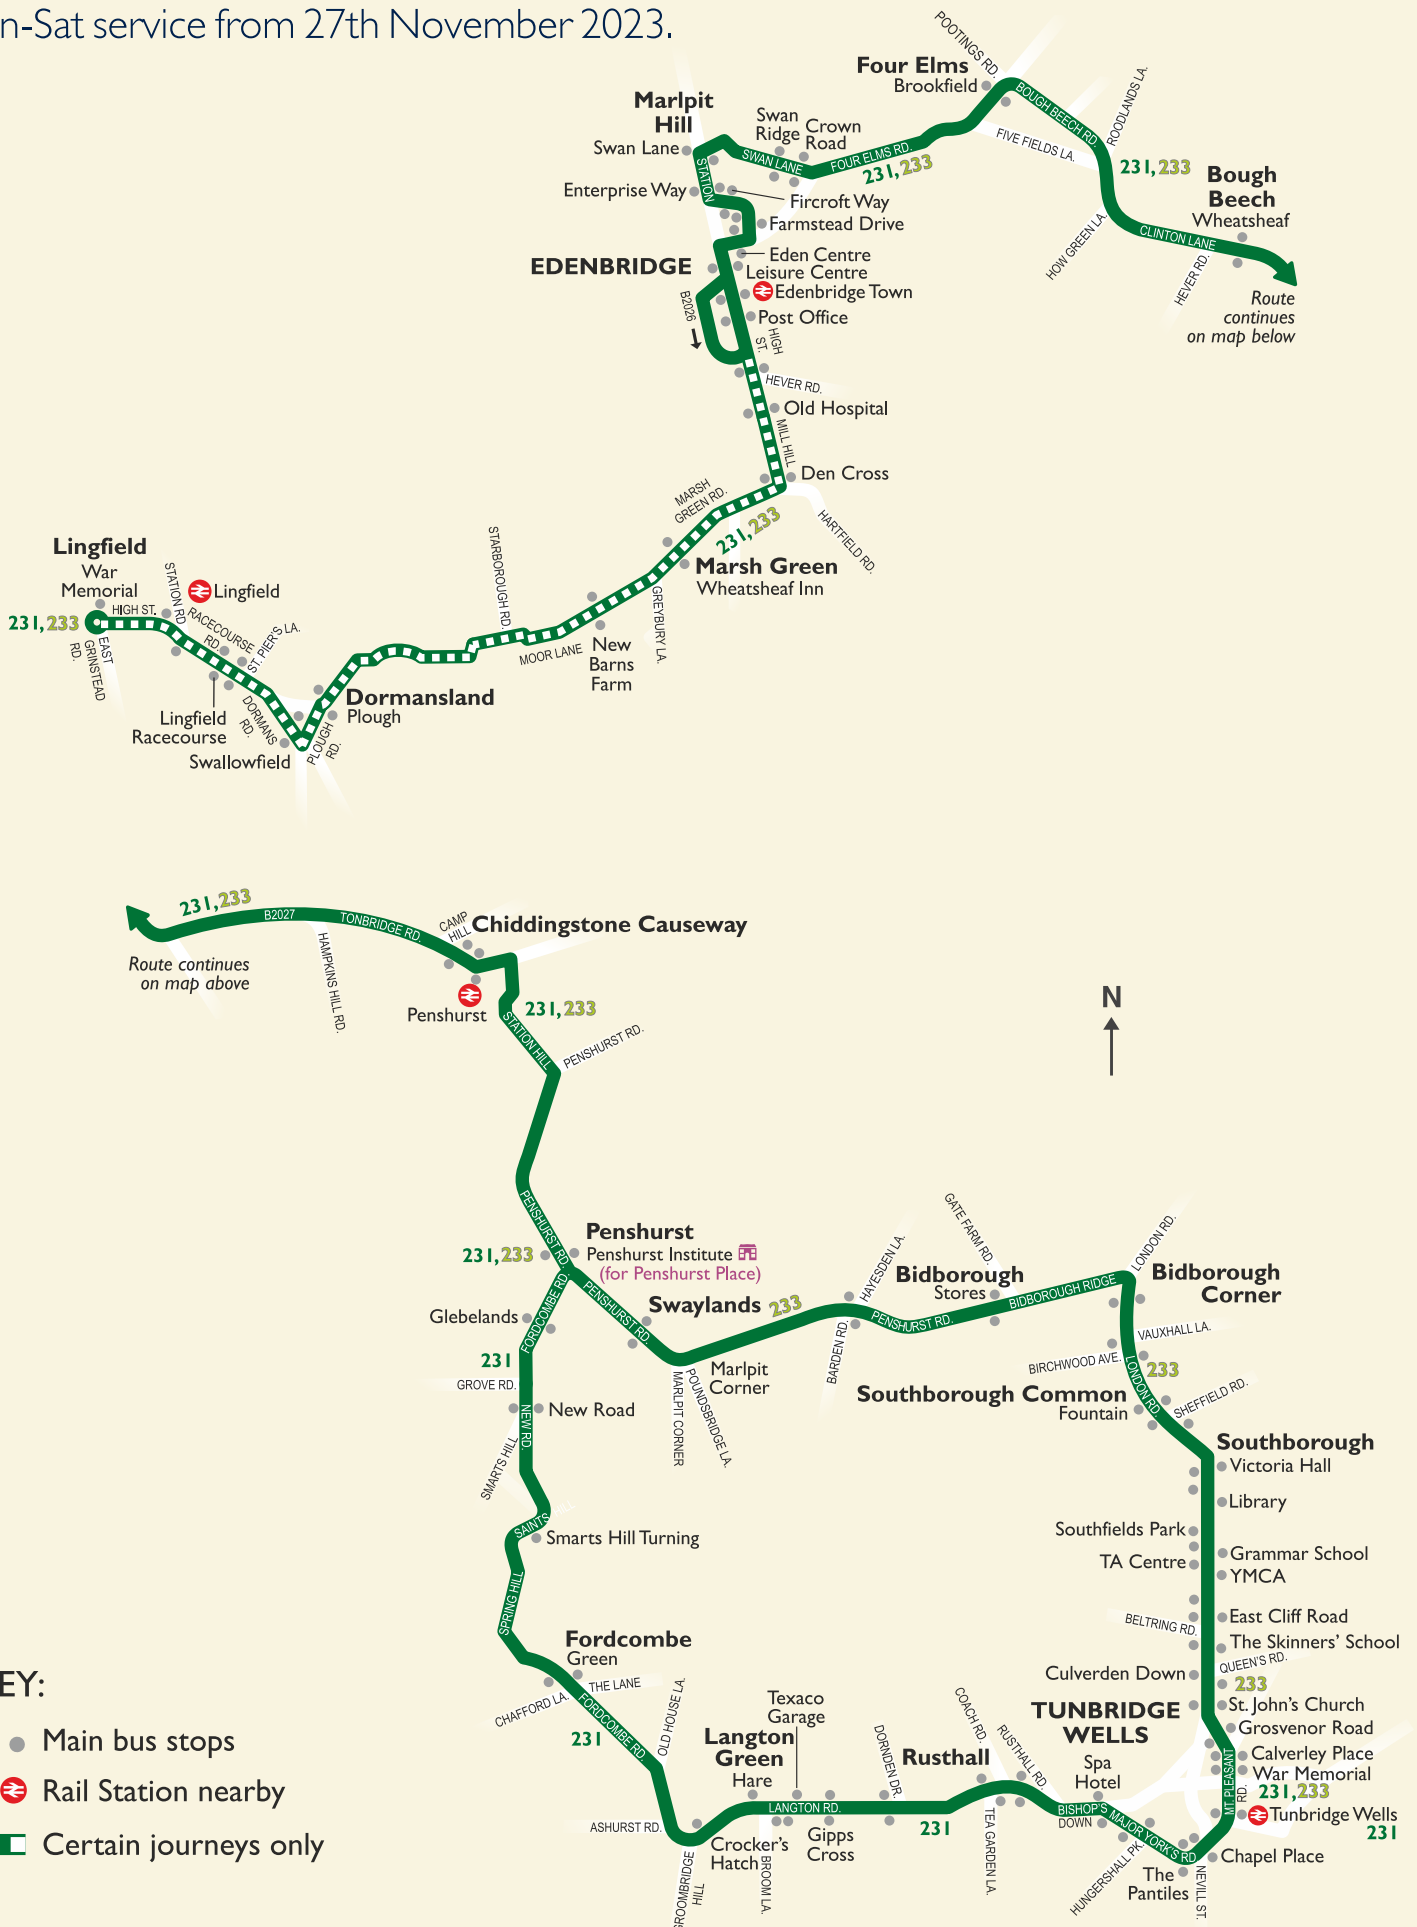 n-Sat service from 27th November 2023.
POOTINGS RD.
Four Elms
Brookfield
BOUGH BEECH RD.
ROODLANDS LA.
FIVE FIELDS LA.
Marlpit
Hill
Swan Lane
Swan
Ridge
Crown
Road
SWAN LANE
FOUR ELMS RD.
231, 233
231, 233
Bough
Beech
Wheatsheaf
HOW GREEN LA.
CLINTON LANE
HEVER RD.
Route
continues
on map below
STATION
Enterprise Way
Fircroft Way
Farmstead Drive
Eden Centre
EDENBRIDGE
Leisure Centre
Edenbridge Town
B2026
Post Office
HIGH
ST.
HEVER RD.
Old Hospital
MILL HILL
Den Cross
MARSH
GREEN RD.
231, 233
HARTFIELD RD.
Marsh Green
Wheatsheaf Inn
GREYBURY LA.
STARBOROUGH RD.
New
Barns
Farm
MOOR LANE
Lingfield
War
Memorial
HIGH ST.
STATION RD
Lingfield
231, 233
EAST
GRINSTEAD
RD.
RACECOURSE
RD.
ST. PIER'S LA.
Lingfield
Racecourse
DORMANS
RD.
Dormansland
Plough
PLOUGH
RD.
Swallowfield
231, 233
B2027
TONBRIDGE RD.
CAMP
HILL
Chiddingstone Causeway
Route continues
on map above
HAMPKINS HILL RD.
Penshurst
231, 233
STATION HILL
PENSHURST RD.
N
PENSHURST RD.
Penshurst
231, 233
Penshurst Institute
(for Penshurst Place)
FORDCOMBE RD.
PENSHURST RD.
Glebelands
Swaylands
233
231
GROVE RD.
Marlpit
Corner
MARLPIT CORNER
POUNDSBRIDGE LA.
BARDEN RD.
HAYESDEN LA.
PENSHURST RD.
GATE FARM RD.
Bidborough
Stores
BIDBOROUGH RIDGE
LONDON RD.
Bidborough
Corner
VAUXHALL LA.
BIRCHWOOD AVE.
233
LONDON RD.
Southborough Common
Fountain
SHEFFIELD RD.
NEW RD.
New Road
SMARTS HILL
SAINTS HILL
Smarts Hill Turning
SPRING HILL
Southborough
Victoria Hall
Library
Southfields Park
TA Centre
Grammar School
YMCA
BELTRING RD.
East Cliff Road
The Skinners' School
QUEEN'S RD.
Culverden Down
233
St. John's Church
TUNBRIDGE
WELLS
Grosvenor Road
Calverley Place
War Memorial
MT. PLEASANT
RD.
231, 233
Tunbridge Wells
231
Chapel Place
NEVILL ST.
The
Pantiles
Fordcombe
Green
THE LANE
CHAFFORD LA.
FORDCOMBE RD.
231
OLD HOUSE LA.
ASHURST RD.
GROOMBRIDGE
HILL
Langton
Green
Hare
Texaco
Garage
LANGTON RD.
Crocker's
Hatch
BROOM LA.
Gipps
Cross
DORNDEN DR.
231
Rusthall
COACH RD.
RUSTHALL RD.
TEA GARDEN LA.
Spa
Hotel
BISHOP'S
DOWN
MAJOR YORK'S RD
HUNGERSHALL PK.
EY:
Main bus stops
Rail Station nearby
Certain journeys only